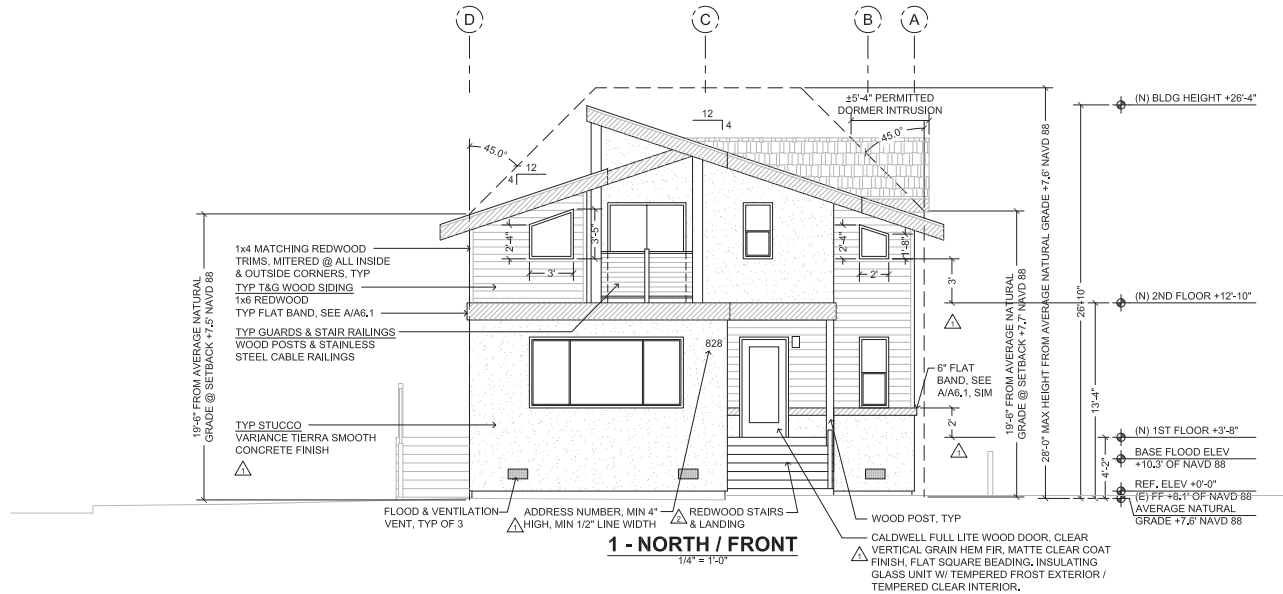 D
C
B
A
±5'-4" PERMITTED
DORMER INTRUSION
(N) BLDG HEIGHT +26'-4"
12
4
45.0°
45.0°
12
4
1x4 MATCHING REDWOOD
TRIMS, MITERED @ ALL INSIDE
& OUTSIDE CORNERS, TYP
TYP T&G WOOD SIDING
1x6 REDWOOD
TYP FLAT BAND, SEE A/A6.1
TYP GUARDS & STAIR RAILINGS
WOOD POSTS & STAINLESS
STEEL CABLE RAILINGS
2'-4"
3'
3'-5"
2'-4"
1'-8"
2'
3'
1
19'-6" FROM AVERAGE NATURAL
GRADE @ SETBACK +7.5' NAVD 88
19'-6" FROM AVERAGE NATURAL
GRADE @ SETBACK +7.7' NAVD 88
28'-0" MAX HEIGHT FROM AVERAGE NATURAL GRADE +7.6' NAVD 88
26'-10"
13'-4"
4'-2"
(N) 2ND FLOOR +12'-10"
828
6" FLAT
BAND, SEE
A/A6.1, SIM
2'
1
TYP STUCCO
VARIANCE TIERRA SMOOTH
CONCRETE FINISH
1
(N) 1ST FLOOR +3'-8"
BASE FLOOD ELEV
+10.3' OF NAVD 88
REF. ELEV +0'-0"
(E) FF +8.1' OF NAVD 88
AVERAGE NATURAL
GRADE +7.6' NAVD 88
FLOOD & VENTILATION
VENT, TYP OF 3
1
ADDRESS NUMBER, MIN 4"
HIGH, MIN 1/2" LINE WIDTH
2
REDWOOD STAIRS
& LANDING
WOOD POST, TYP
1
CALDWELL FULL LITE WOOD DOOR, CLEAR
VERTICAL GRAIN HEM FIR, MATTE CLEAR COAT
FINISH, FLAT SQUARE BEADING. INSULATING
GLASS UNIT W/ TEMPERED FROST EXTERIOR /
TEMPERED CLEAR INTERIOR.
1 - NORTH / FRONT
1/4" = 1'-0"